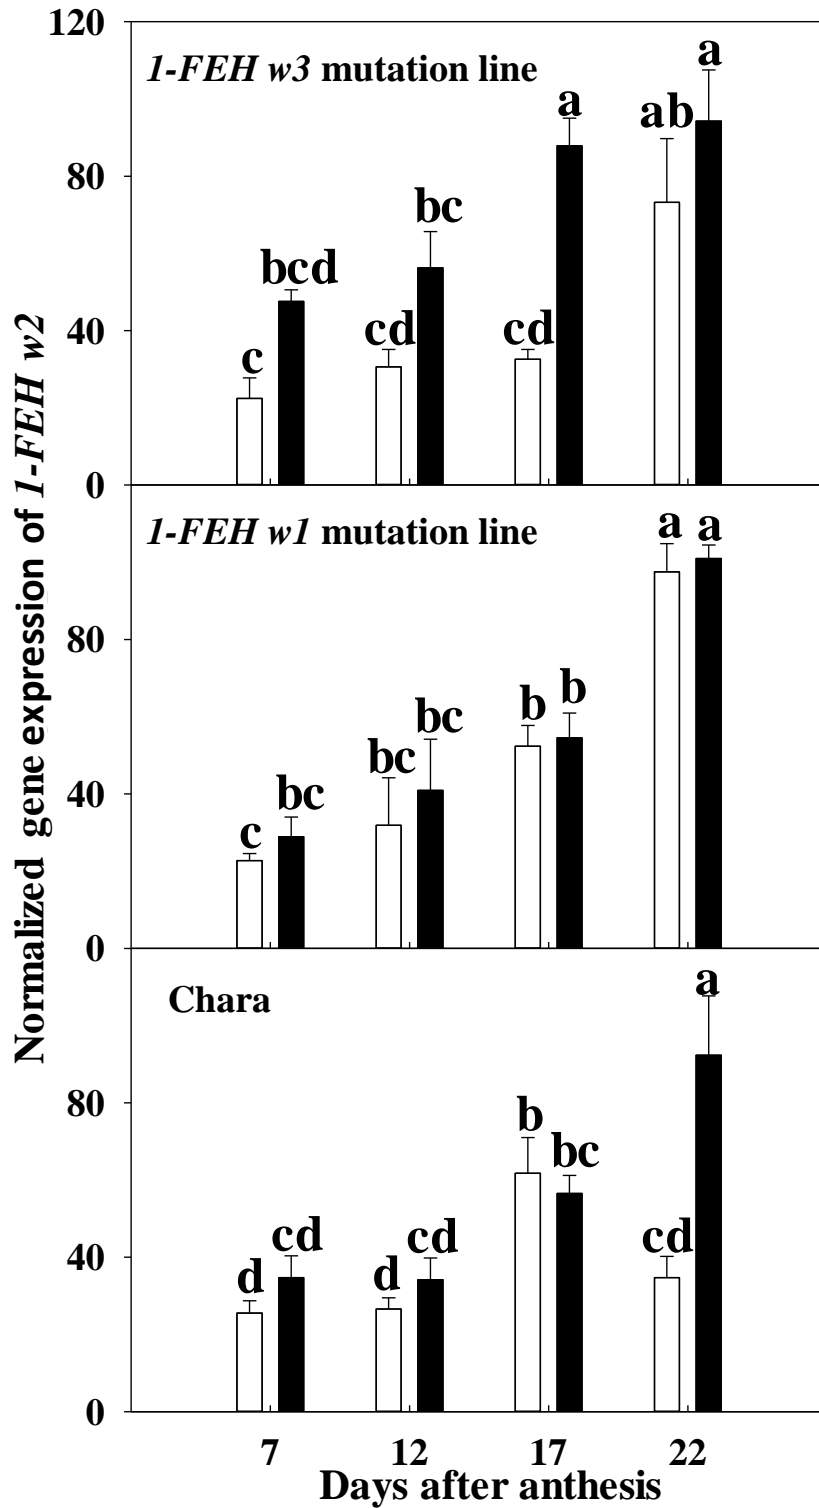 120
1-FEH w3 mutation line
a
a
ab
80
bc
bcd
Normalized gene expression of 1-FEH w2
40
c
cd
cd
0
1-FEH w1 mutation line
a
a
80
b
b
bc
bc
bc
40
c
0
Chara
a
80
b
bc
cd
cd
cd
40
d
d
0
7
12
17
22
Days after anthesis